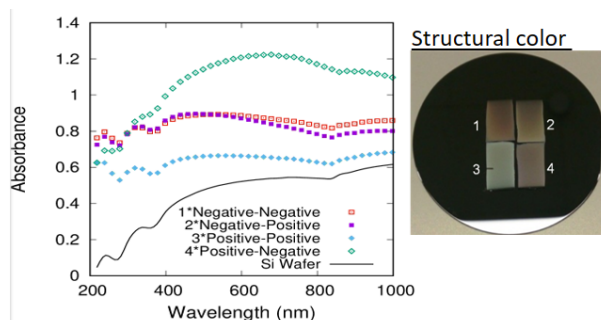 Structural color
1.4
1.2
1
0.8
0.6
0.4
0.2
0
Absorbance
1*Negative-Negative
2*Negative-Positive
3*Positive-Positive
4*Positive-Negative
Si Wafer
200 400 600 800 1000
Wavelength (nm)
1 2
3 4